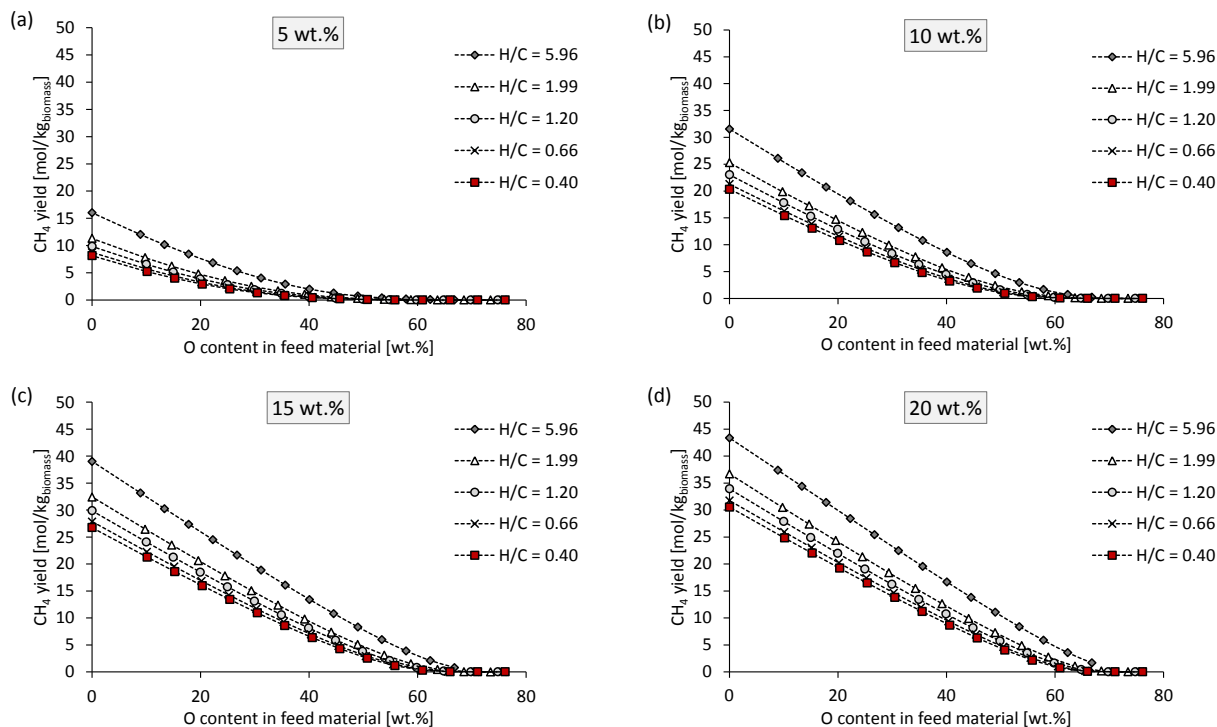 (a)
5 wt.%
50
45
40
35
30
25
20
15
10
5
0
CH₄ yield [mol/kg_biomass]
0 20 40 60 80
O content in feed material [wt.%]
H/C = 5.96
H/C = 1.99
H/C = 1.20
H/C = 0.66
H/C = 0.40
(b)
10 wt.%
50
45
40
35
30
25
20
15
10
5
0
CH₄ yield [mol/kg_biomass]
0 20 40 60 80
O content in feed material [wt.%]
H/C = 5.96
H/C = 1.99
H/C = 1.20
H/C = 0.66
H/C = 0.40
(c)
15 wt.%
50
45
40
35
30
25
20
15
10
5
0
CH₄ yield [mol/kg_biomass]
0 20 40 60 80
O content in feed material [wt.%]
H/C = 5.96
H/C = 1.99
H/C = 1.20
H/C = 0.66
H/C = 0.40
(d)
20 wt.%
50
45
40
35
30
25
20
15
10
5
0
CH₄ yield [mol/kg_biomass]
0 20 40 60 80
O content in feed material [wt.%]
H/C = 5.96
H/C = 1.99
H/C = 1.20
H/C = 0.66
H/C = 0.40